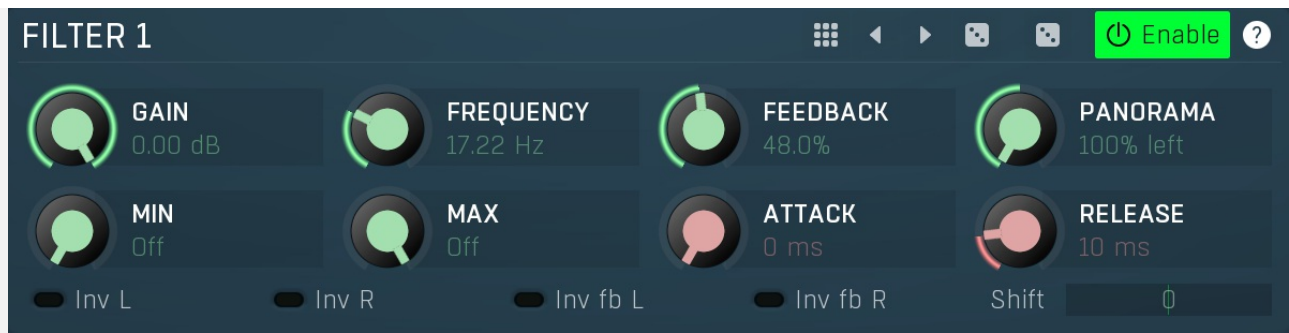 FILTER 1 Enable ?
GAIN FREQUENCY FEEDBACK PANORAMA
0.00 dB 17.22 Hz 48.0% 100% left
MIN MAX ATTACK RELEASE
Off Off 0 ms 10 ms
Inv L Inv R Inv fb L Inv fb R Shift 0